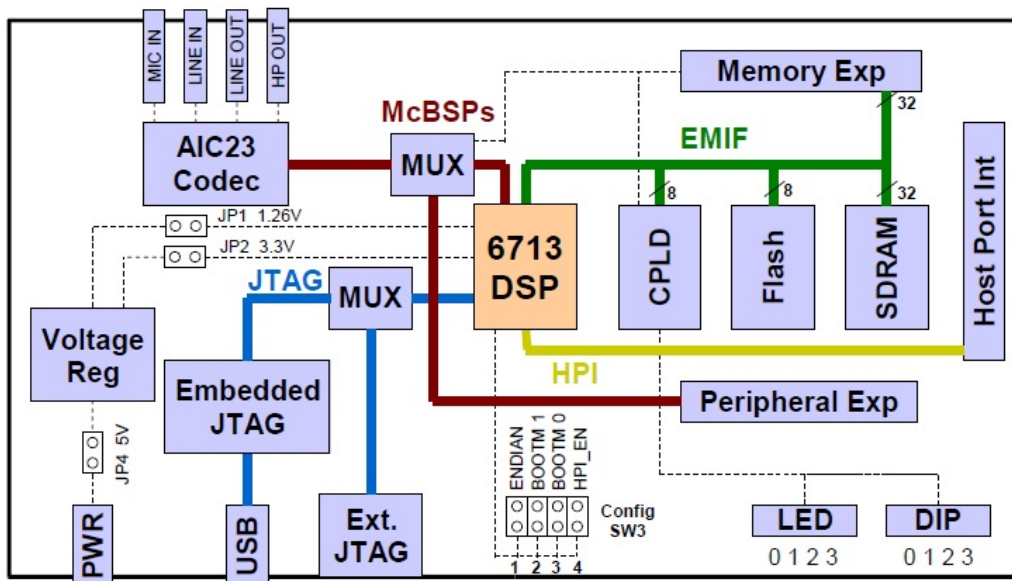 MIC IN
LINE IN
LINE OUT
HP OUT
McBSPs
Memory Exp
32
AIC23
Codec
MUX
EMIF
8
8
32
Host Port Int
JP1 1.26V
JP2 3.3V
6713
DSP
CPLD
Flash
SDRAM
JTAG
MUX
Voltage
Reg
HPI
Embedded
JTAG
Peripheral Exp
JP4 5V
ENDIAN
BOOTM 1
BOOTM 0
HPI_EN
Config
SW3
PWR
USB
Ext.
JTAG
1 2 3 4
LED
DIP
0 1 2 3
0 1 2 3